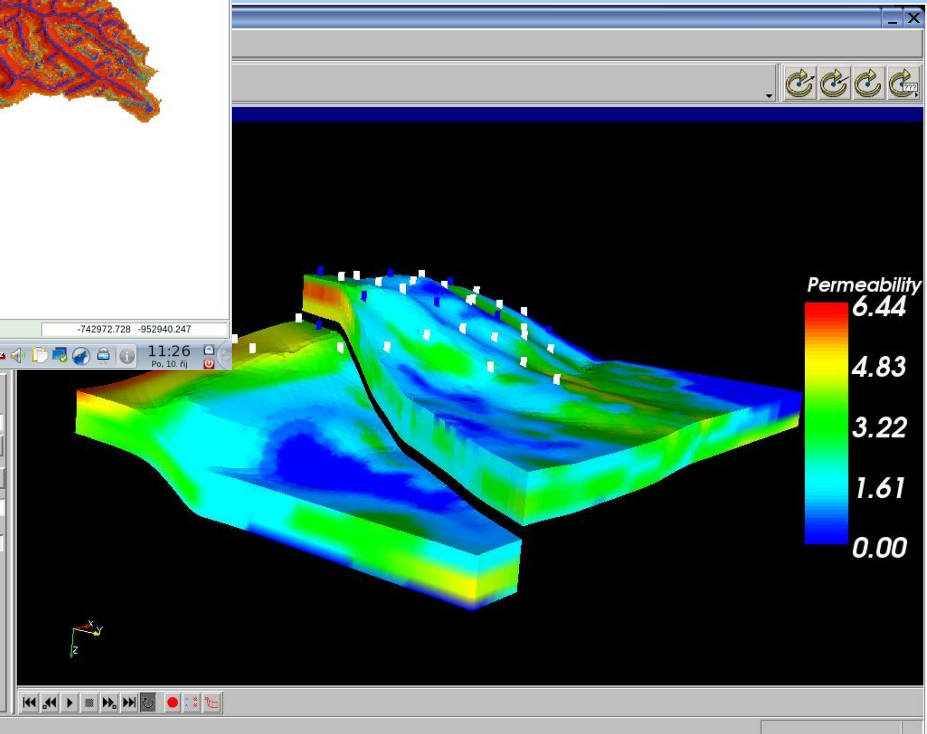 -742972.728 -952940.247
11:26
Po, 10. říj
Permeability
6.44
4.83
3.22
1.61
0.00
X
Y
Z